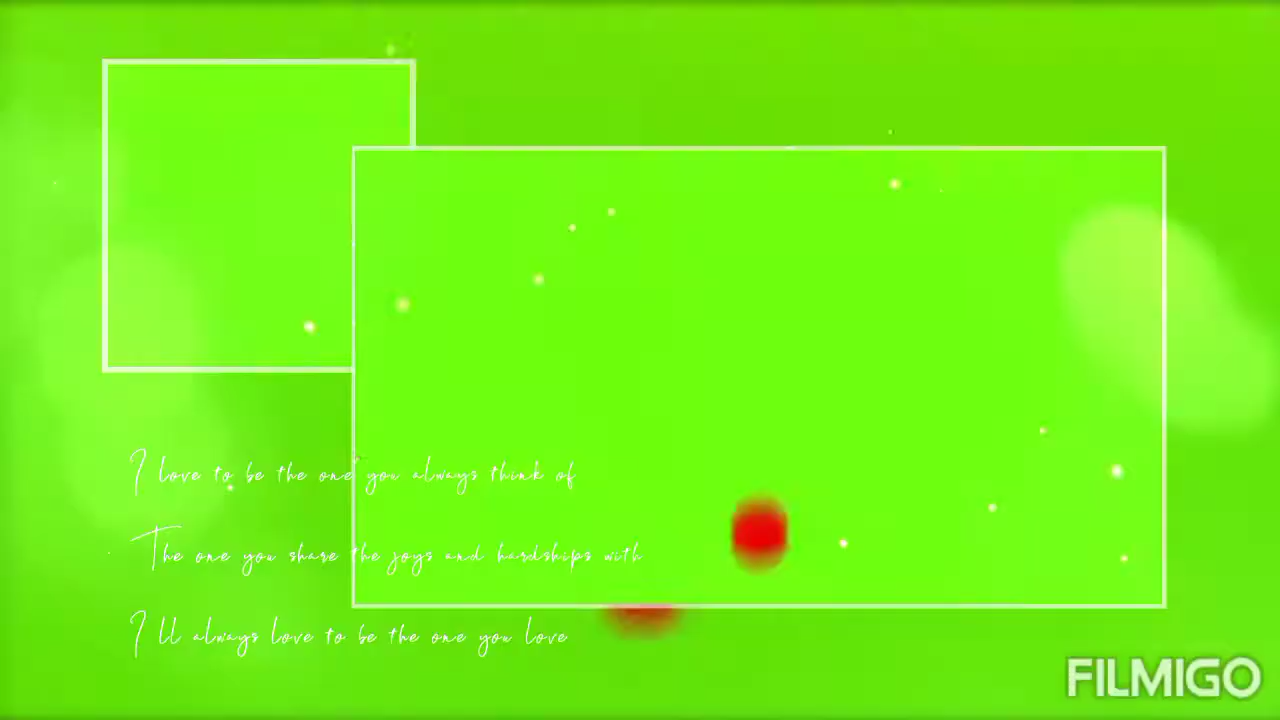 I love to be the one you always think of
The one you share the joys and hardships with
I'll always love to be the one you love
FILMIGO